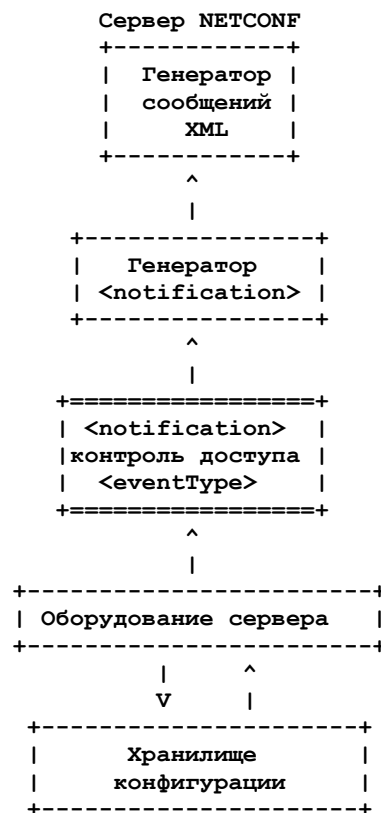 Сервер NETCONF
Генератор
сообщений
XML
Генератор
<notification>
<notification>
контроль доступа
<eventType>
Оборудование сервера
Хранилище
конфигурации